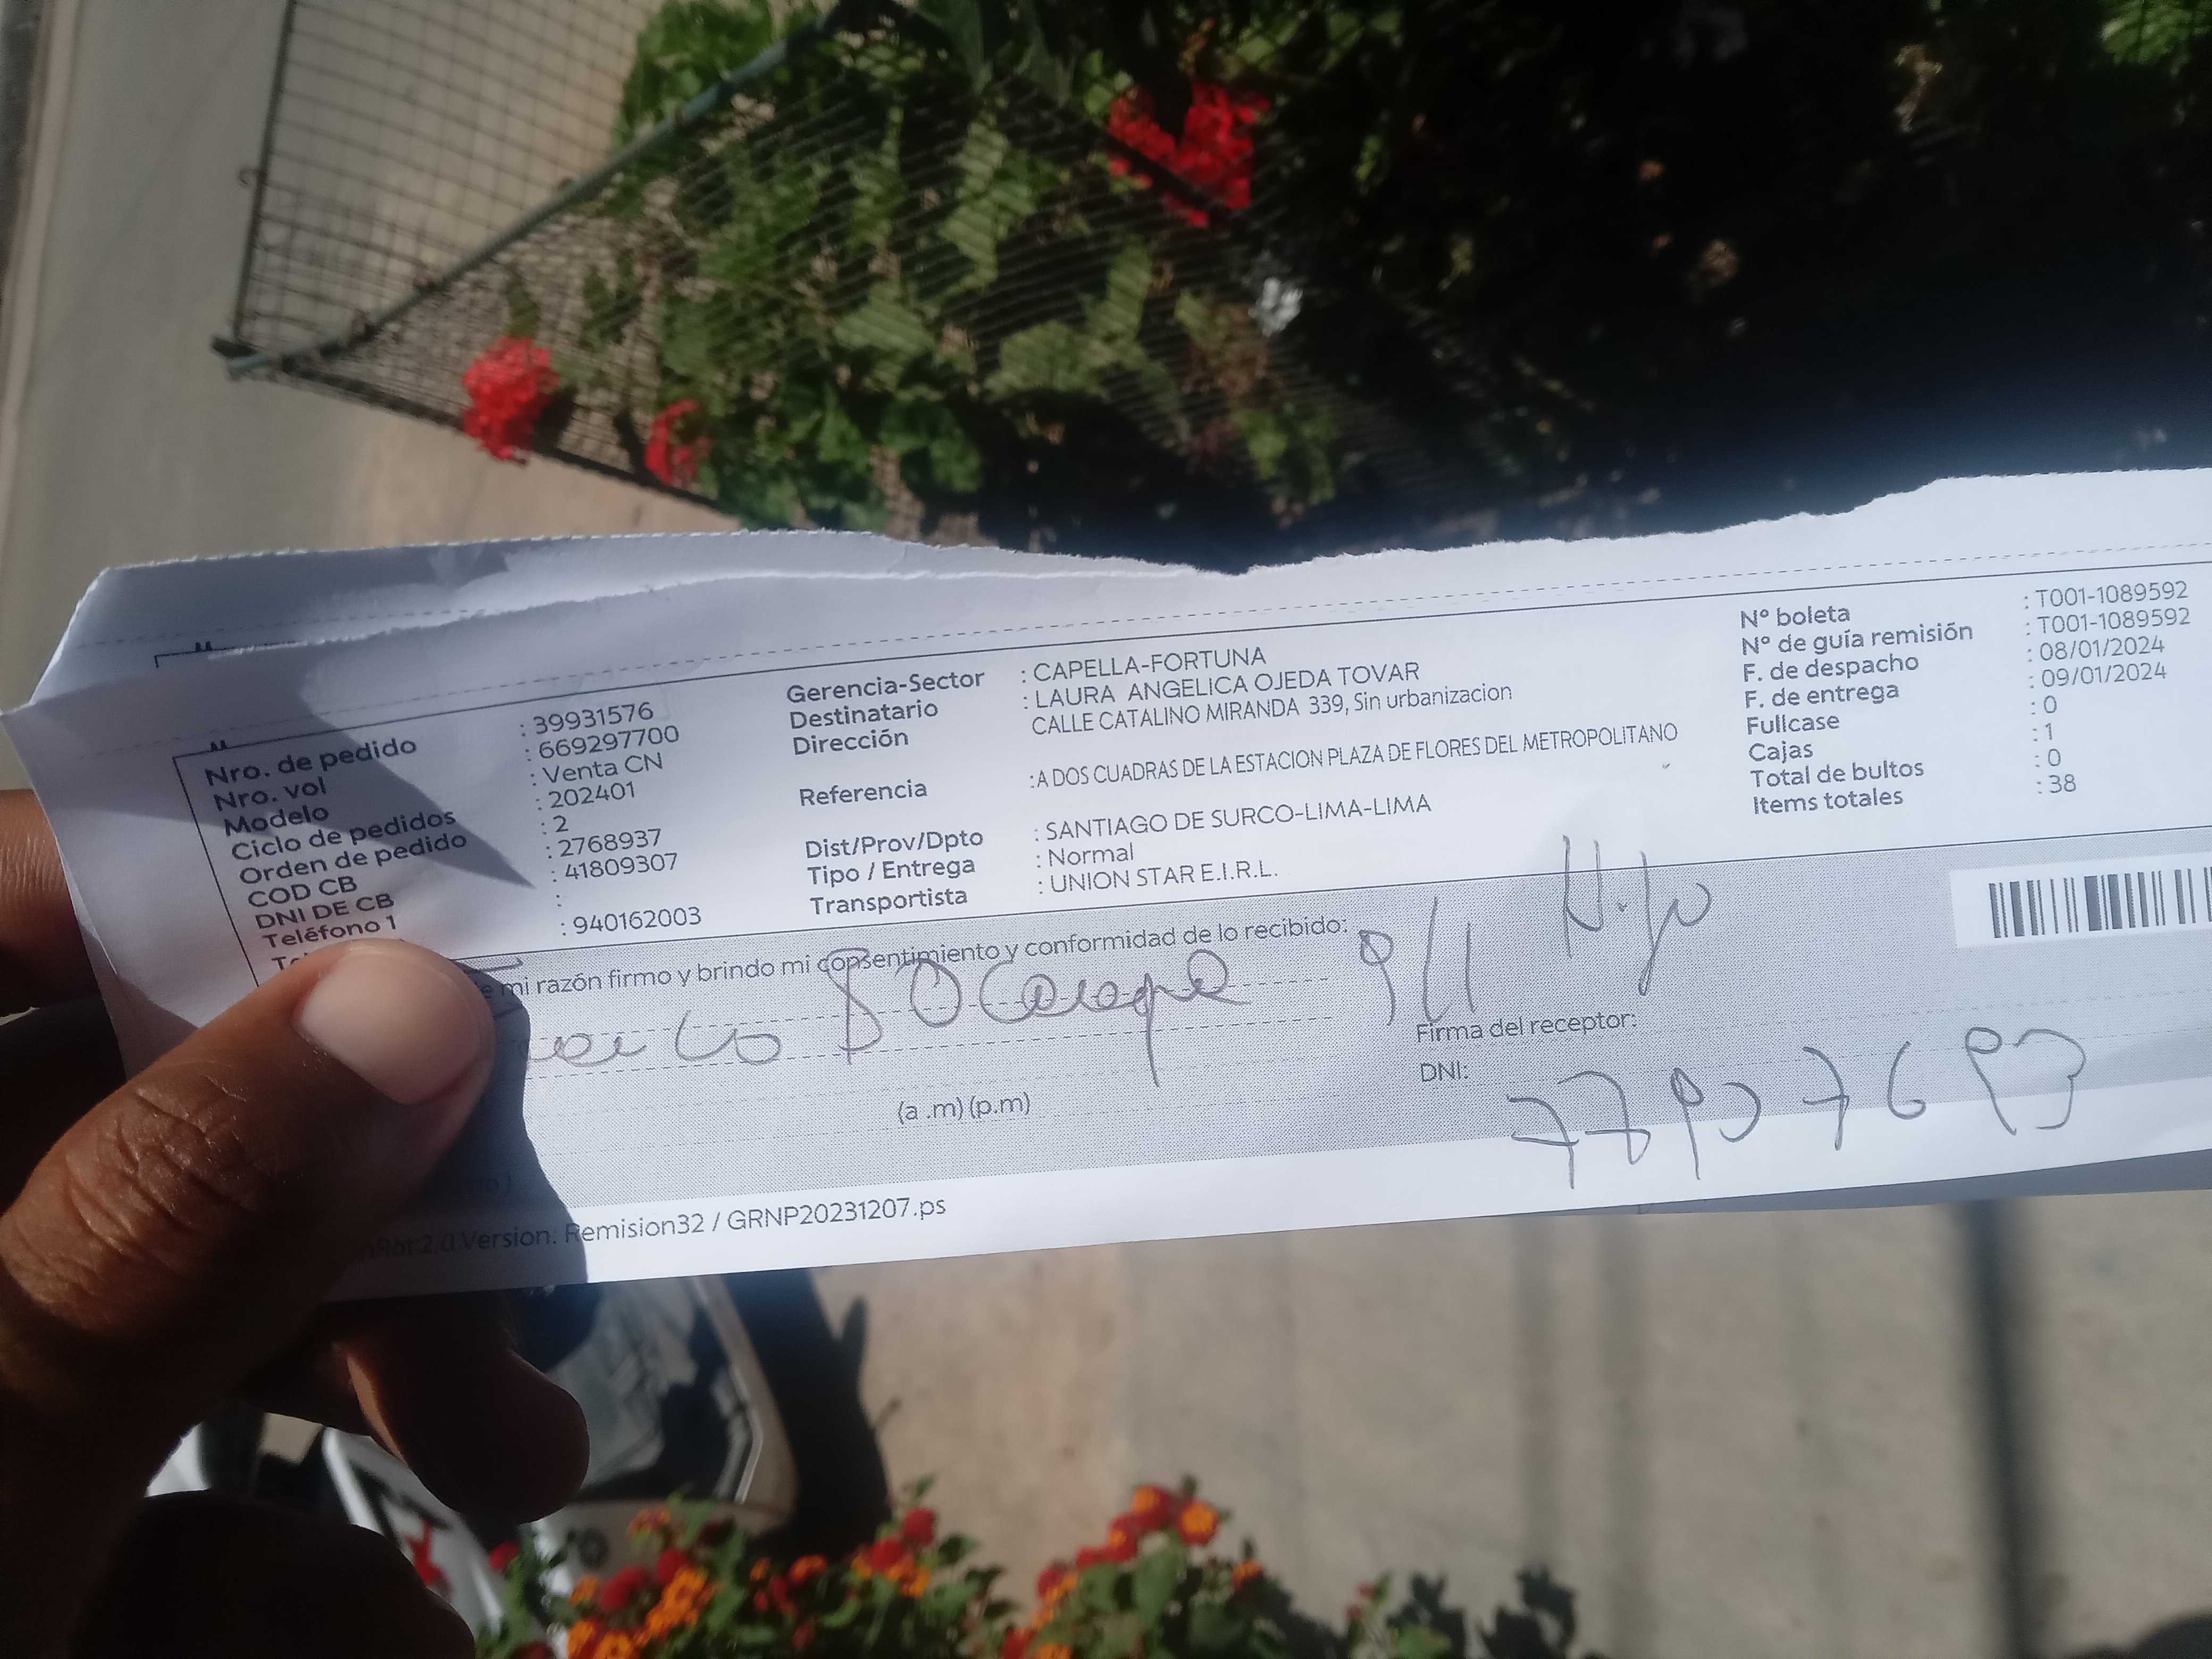 Nro. de pedido : 39931576
Nro. vol : 669297700
Modelo : Venta CN
Ciclo de pedidos : 202401
Orden de pedido : 2
COD CB : 2768937
DNI DE CB : 41809307
Teléfono 1 :
: 940162003
Gerencia-Sector : CAPELLA-FORTUNA
Destinatario : LAURA ANGELICA OJEDA TOVAR
Dirección CALLE CATALINO MIRANDA 339, Sin urbanizacion
Referencia :A DOS CUADRAS DE LA ESTACION PLAZA DE FLORES DEL METROPOLITANO
Dist/Prov/Dpto : SANTIAGO DE SURCO-LIMA-LIMA
Tipo / Entrega : Normal
Transportista : UNION STAR E.I.R.L.
Nº boleta : T001-1089592
Nº de guía remisión : T001-1089592
F. de despacho : 08/01/2024
F. de entrega : 09/01/2024
Fullcase : 0
Cajas : 1
Total de bultos : 0
Items totales : 38
mi razón firmo y brindo mi consentimiento y conformidad de lo recibido:
Firma del receptor:
DNI:
(a .m) (p.m)
2.0.Version: Remision32 / GRNP20231207.ps